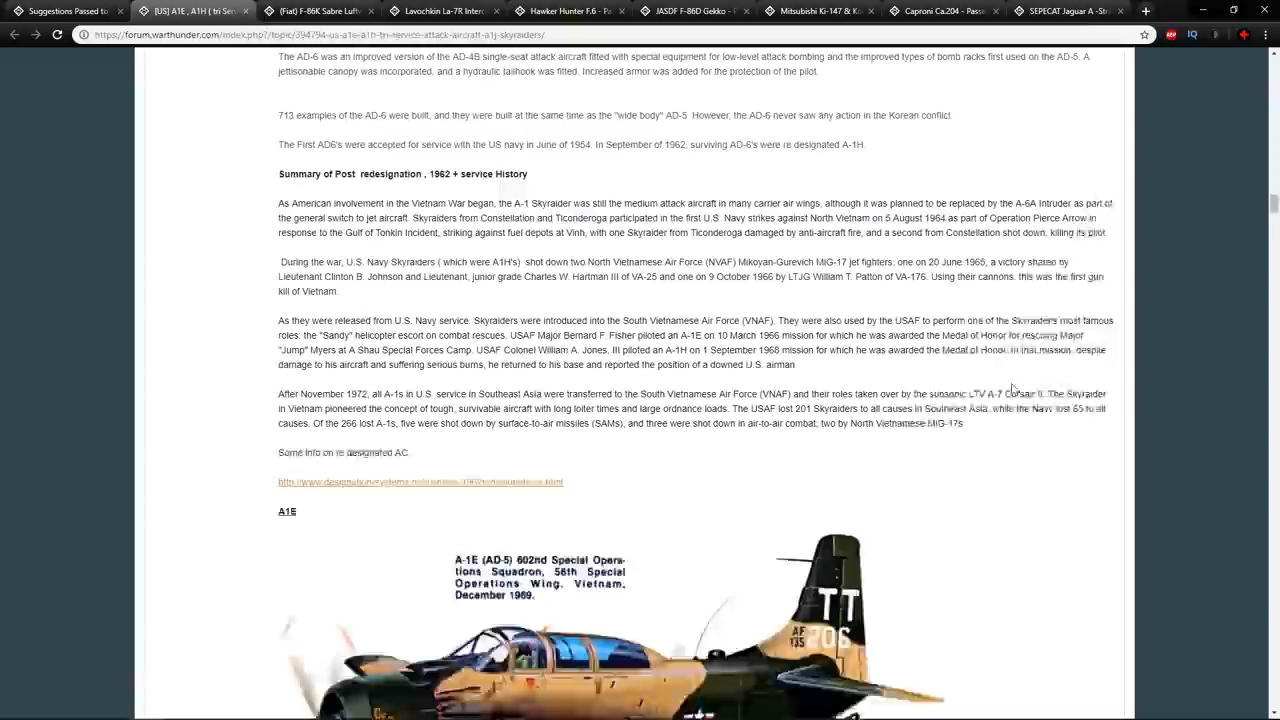 Suggestions Passed to
[US] A1E , A1H ( tri Ser
(Fiat) F-86K Sabre Lufw
Lavochkin La-7R Interc
Hawker Hunter F.6 - Pa
JASDF F-86D Gekko - P
Mitsubishi Ki-147 & Ki
Caproni Ca.204 - Passe
SEPECAT Jaguar A -Str
https://forum.warthunder.com/index.php?/topic/394794-us-a1e-a1h-tri-service-attack-aircraft-a1j-skyraiders/
The AD-6 was an improved version of the AD-4B single-seat attack aircraft fitted with special equipment for low-level attack bombing and the improved types of bomb racks first used on the AD-5. A
jettisonable canopy was incorporated, and a hydraulic tailhook was fitted. Increased armor was added for the protection of the pilot.
713 examples of the AD-6 were built, and they were built at the same time as the "wide body" AD-5 However, the AD-6 never saw any action in the Korean conflict.
The First AD6's were accepted for service with the US navy in June of 1954. In September of 1962, surviving AD-6's were re designated A-1H.
Summary of Post redesignation , 1962 + service History
As American involvement in the Vietnam War began, the A-1 Skyraider was still the medium attack aircraft in many carrier air wings, although it was planned to be replaced by the A-6A Intruder as part of
the general switch to jet aircraft. Skyraiders from Constellation and Ticonderoga participated in the first U.S. Navy strikes against North Vietnam on 5 August 1964 as part of Operation Pierce Arrow in
response to the Gulf of Tonkin Incident, striking against fuel depots at Vinh, with one Skyraider from Ticonderoga damaged by anti-aircraft fire, and a second from Constellation shot down, killing its pilot.
During the war, U.S. Navy Skyraiders ( which were A1H's) shot down two North Vietnamese Air Force (NVAF) Mikoyan-Gurevich MiG-17 jet fighters: one on 20 June 1965, a victory shared by
Lieutenant Clinton B. Johnson and Lieutenant, junior grade Charles W. Hartman III of VA-25 and one on 9 October 1966 by LTJG William T. Patton of VA-176. Using their cannons, this was the first gun
kill of Vietnam.
As they were released from U.S. Navy service, Skyraiders were introduced into the South Vietnamese Air Force (VNAF). They were also used by the USAF to perform one of the Skyraiders most famous
roles: the "Sandy" helicopter escort on combat rescues. USAF Major Bernard F. Fisher piloted an A-1E on 10 March 1966 mission for which he was awarded the Medal of Honor for rescuing Major
"Jump" Myers at A Shau Special Forces Camp. USAF Colonel William A. Jones, III piloted an A-1H on 1 September 1968 mission for which he was awarded the Medal of Honor. In that mission, despite
damage to his aircraft and suffering serious burns, he returned to his base and reported the position of a downed U.S. airman
After November 1972, all A-1s in U.S. service in Southeast Asia were transferred to the South Vietnamese Air Force (VNAF) and their roles taken over by the subsonic LTV A-7 Corsair II. The Skyraider
in Vietnam pioneered the concept of tough, survivable aircraft with long loiter times and large ordnance loads. The USAF lost 201 Skyraiders to all causes in Southeast Asia, while the Navy lost 65 to all
causes. Of the 266 lost A-1s, five were shot down by surface-to-air missiles (SAMs), and three were shot down in air-to-air combat; two by North Vietnamese MiG-17s
Some info on re designated AC.
A1E
A-1E (AD-5) 602nd Special Opera-
tions Squadron, 56th Special
Operations Wing. Vietnam,
December 1969.
TT
AF
135
206